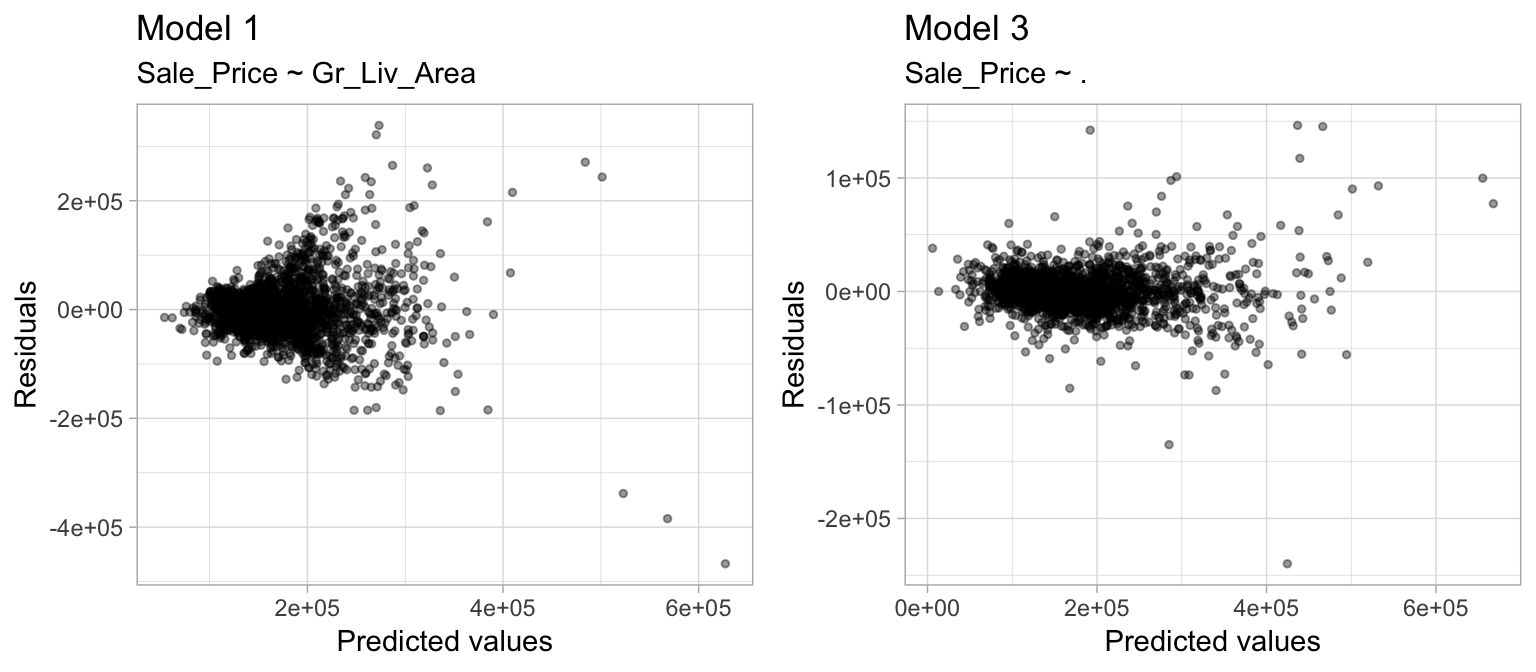 Model 1
Sale_Price ~ Gr_Liv_Area
Residuals
2e+05
0e+00
-2e+05
-4e+05
2e+05 4e+05 6e+05
Predicted values
Model 3
Sale_Price ~ .
Residuals
1e+05
0e+00
-1e+05
-2e+05
0e+00 2e+05 4e+05 6e+05
Predicted values